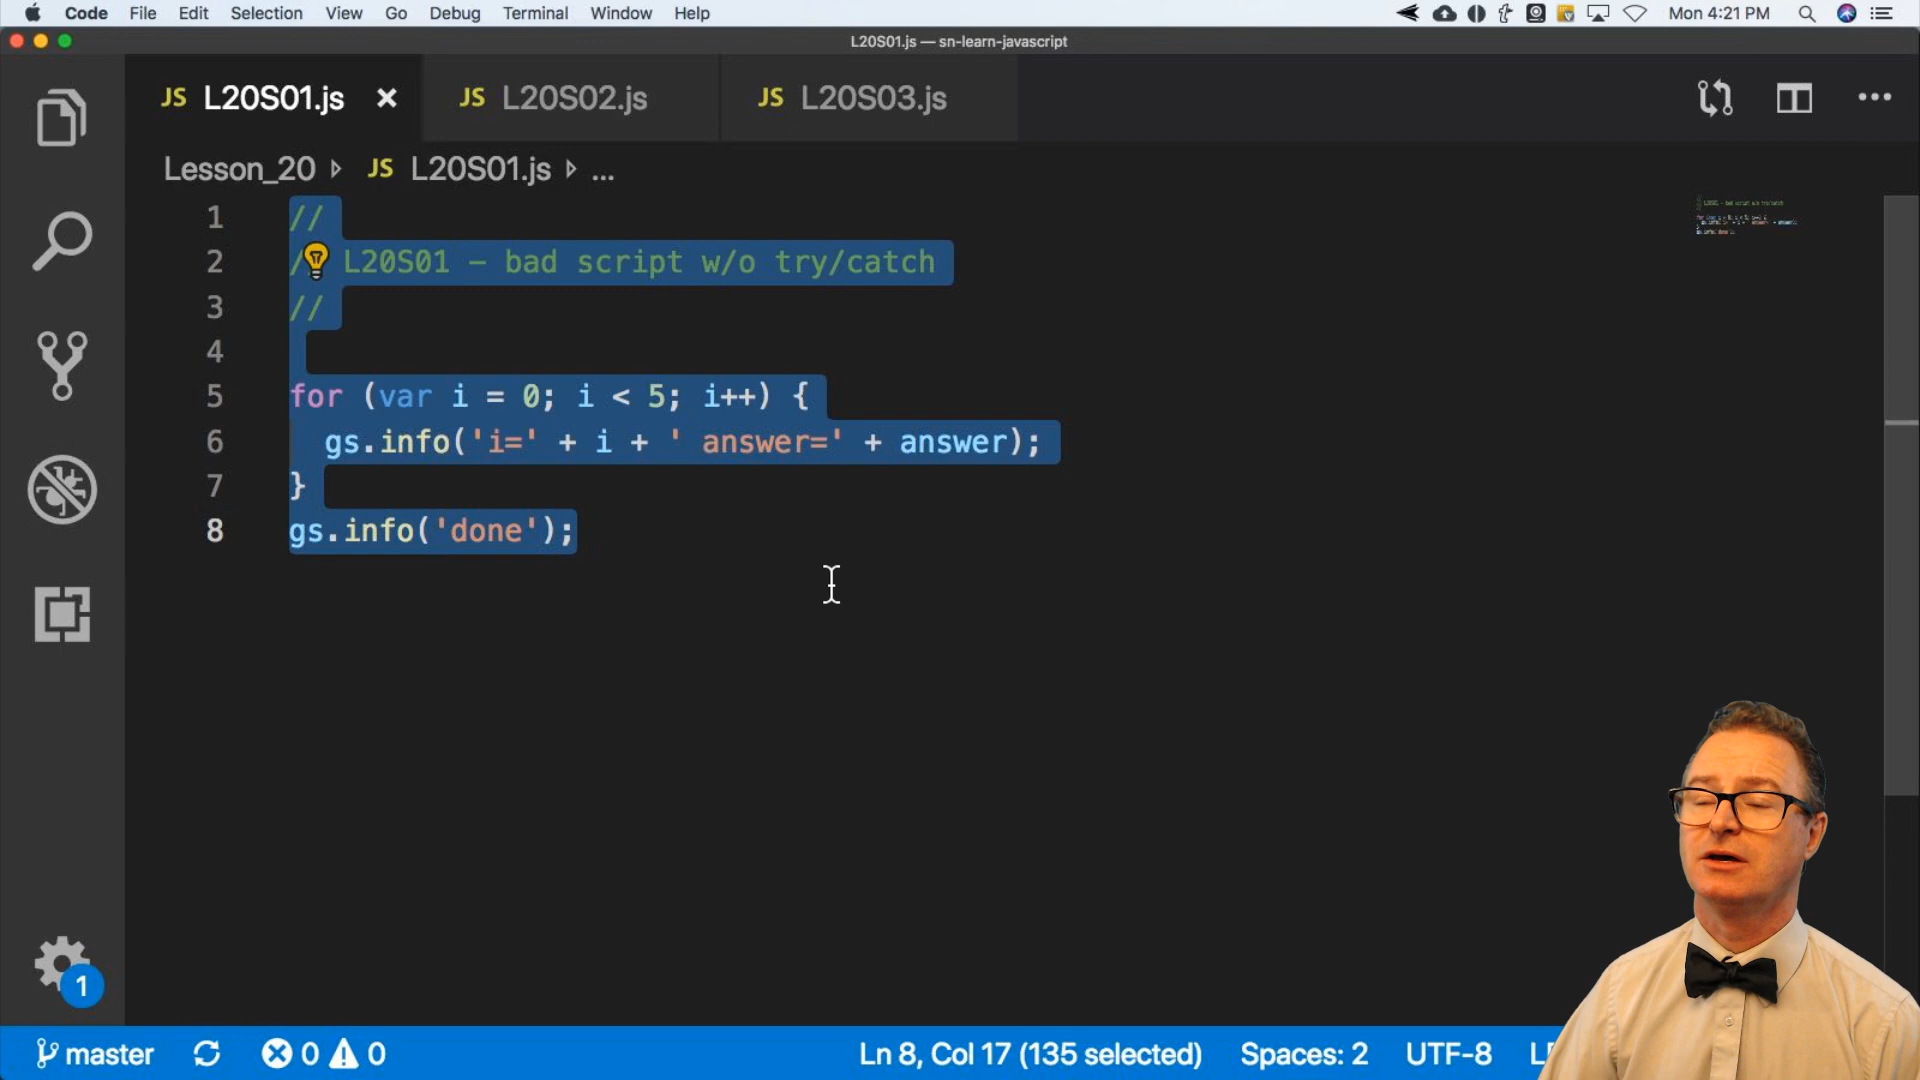 Code File Edit Selection View Go Debug Terminal Window Help Mon 4:21 PM
L20S01.js — sn-learn-javascript
JS L20S01.js × JS L20S02.js JS L20S03.js
Lesson_20 JS L20S01.js ...
1 //
2 / L20S01 - bad script w/o try/catch
3 //
4
5 for (var i = 0; i < 5; i++) {
6 gs.info('i=' + i + ' answer=' + answer);
7 }
8 gs.info('done');
1
master 0 0 Ln 8, Col 17 (135 selected) Spaces: 2 UTF-8